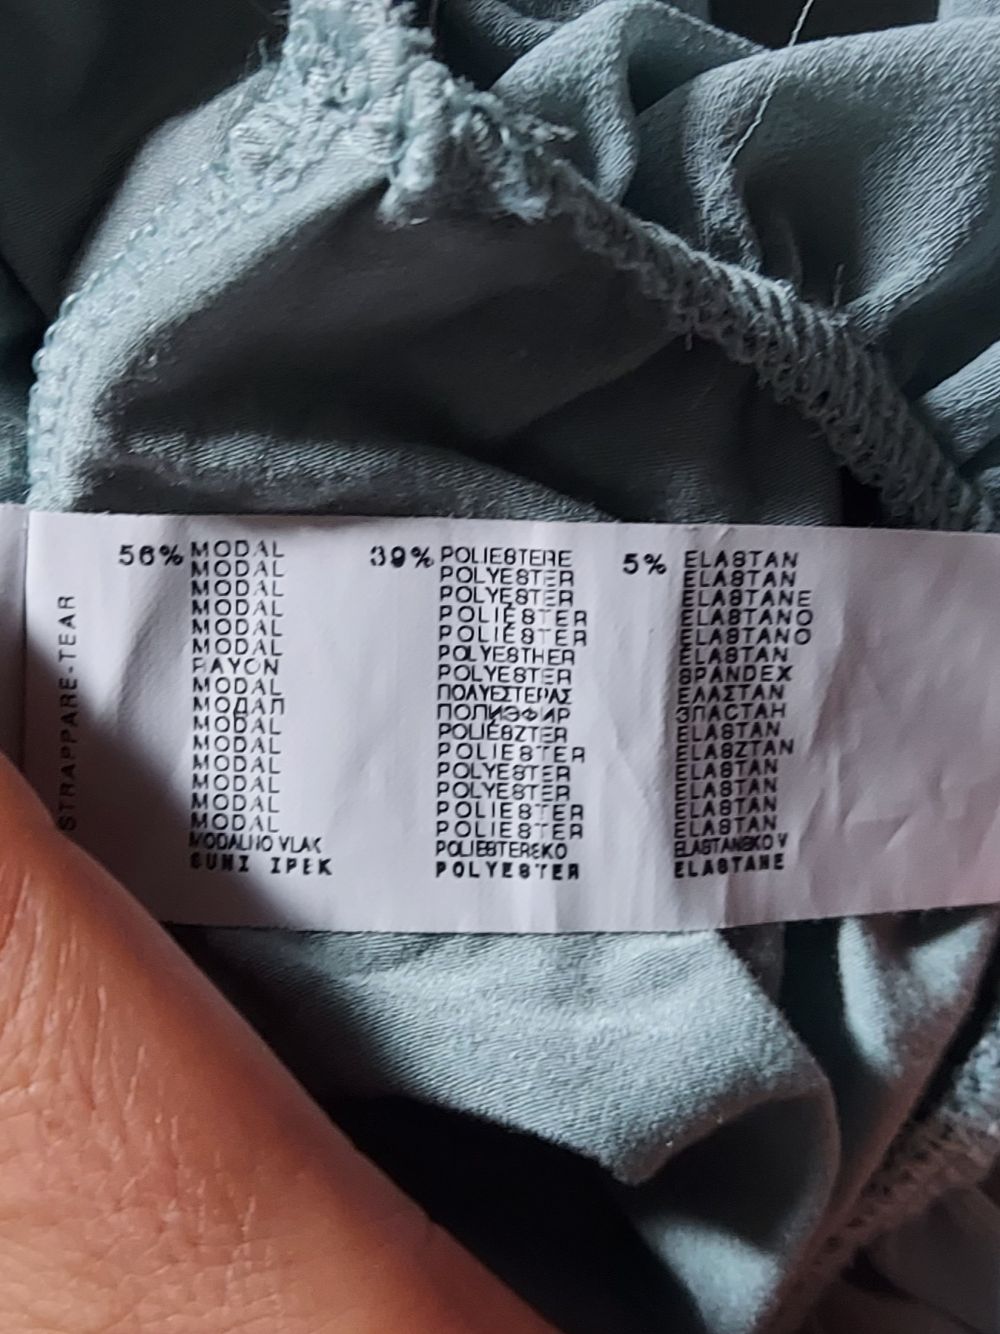 STRAPPARE-TEAR
56% MODAL
MODAL
MODAL
MODAL
MODAL
MODAL
RAYON
MODAL
МОДАЛ
MODAL
MODAL
MODAL
MODAL
MODAL
MODAL
MODALNO VLAK
SUNI IPEK
39% POLIESTERE
POLYESTER
POLYESTER
POLIÉSTER
POLIÉSTER
POLYESTHER
POLYESTER
ΠΟΛΥΕΣΤΕΡΑΣ
ПОЛИЭФИР
POLIÉSZTER
POLIESTER
POLYESTER
POLYESTER
POLIESTER
POLIESTER
POLIESTERSKO
POLYESTER
5% ELASTAN
ELASTAN
ELASTANE
ELASTANO
ELASTANO
ELASTAN
SPANDEX
ΕΛΑΣΤΑΝ
ЭЛАСТАН
ELASTAN
ELASZTAN
ELASTAN
ELASTAN
ELASTAN
ELASTAN
ELASTANSKO V
ELASTANE